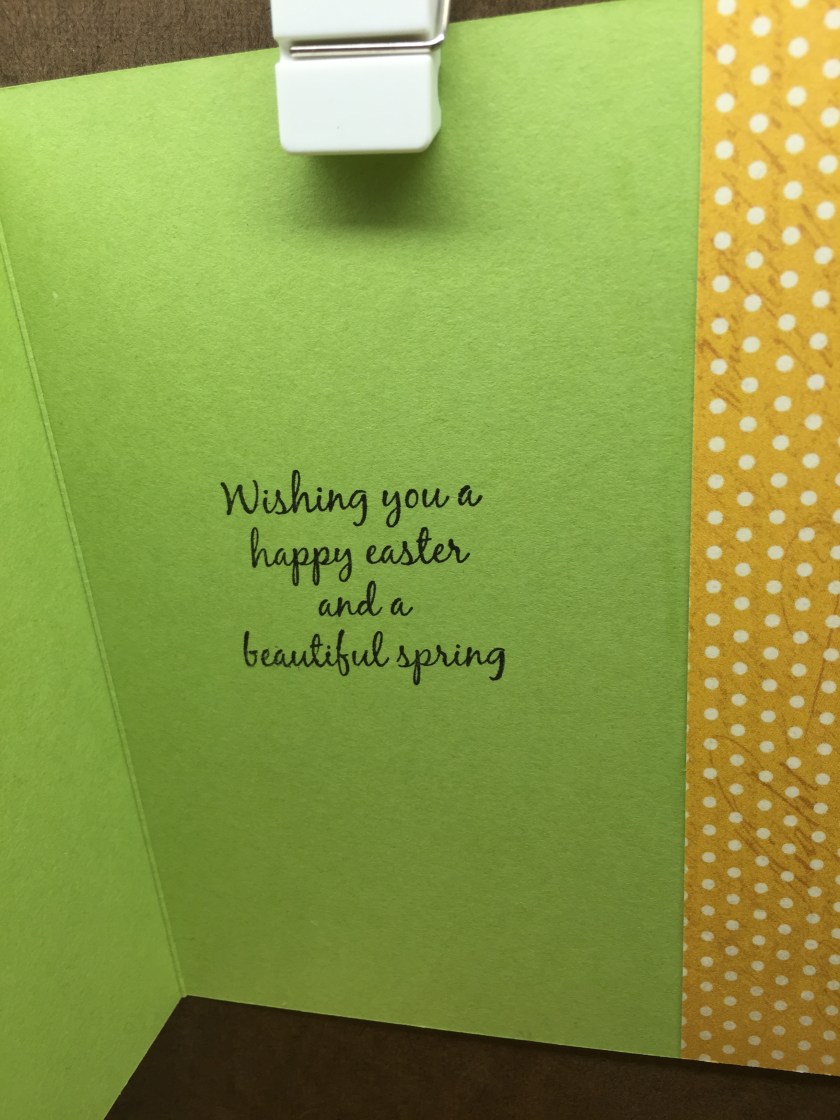 Wishing you a
happy easter
and a
beautiful spring